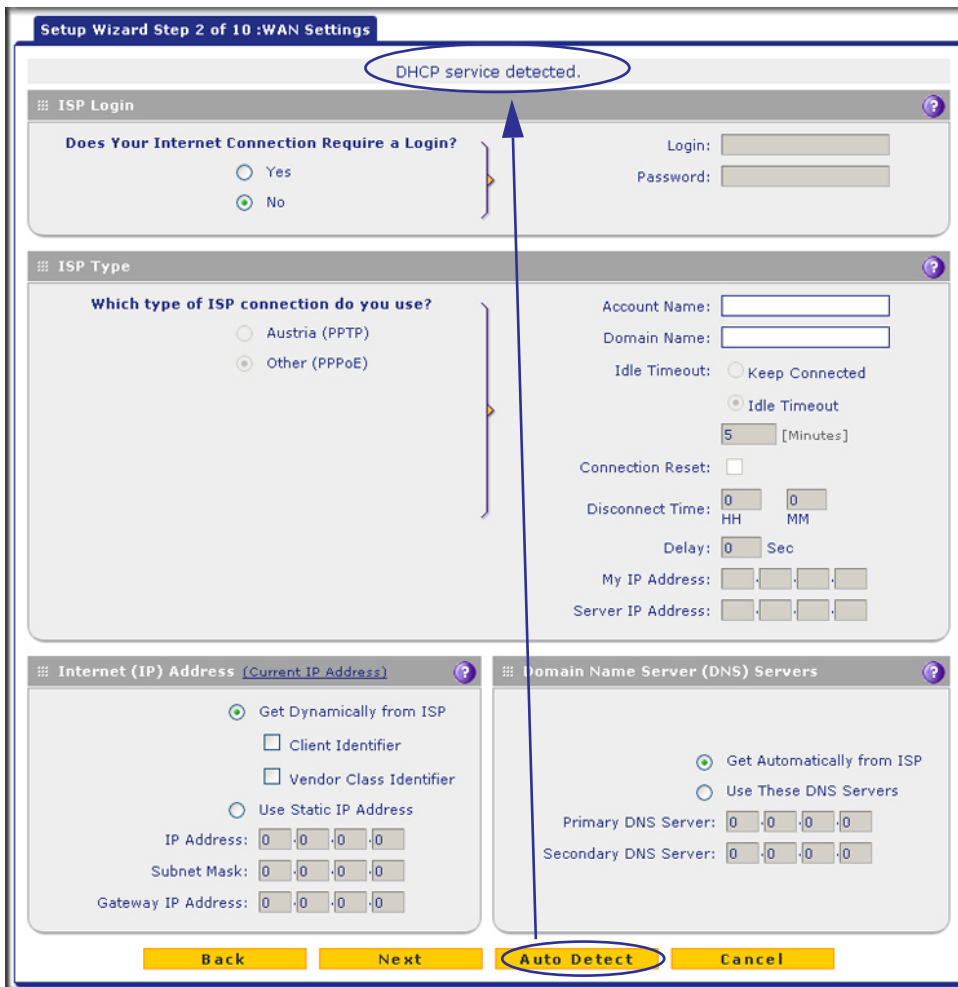 Setup Wizard Step 2 of 10 :WAN Settings
DHCP service detected.
ISP Login
Does Your Internet Connection Require a Login?
Yes
No
Login:
Password:
ISP Type
Which type of ISP connection do you use?
Austria (PPTP)
Other (PPPoE)
Account Name:
Domain Name:
Idle Timeout:
Keep Connected
Idle Timeout
5 [Minutes]
Connection Reset:
Disconnect Time: 0 0
HH MM
Delay: 0 Sec
My IP Address: . . .
Server IP Address: . . .
Internet (IP) Address (Current IP Address)
Get Dynamically from ISP
Client Identifier
Vendor Class Identifier
Use Static IP Address
IP Address: 0 .0 .0 .0
Subnet Mask: 0 .0 .0 .0
Gateway IP Address: 0 .0 .0 .0
Domain Name Server (DNS) Servers
Get Automatically from ISP
Use These DNS Servers
Primary DNS Server: 0 .0 .0 .0
Secondary DNS Server: 0 .0 .0 .0
Back Next Auto Detect Cancel